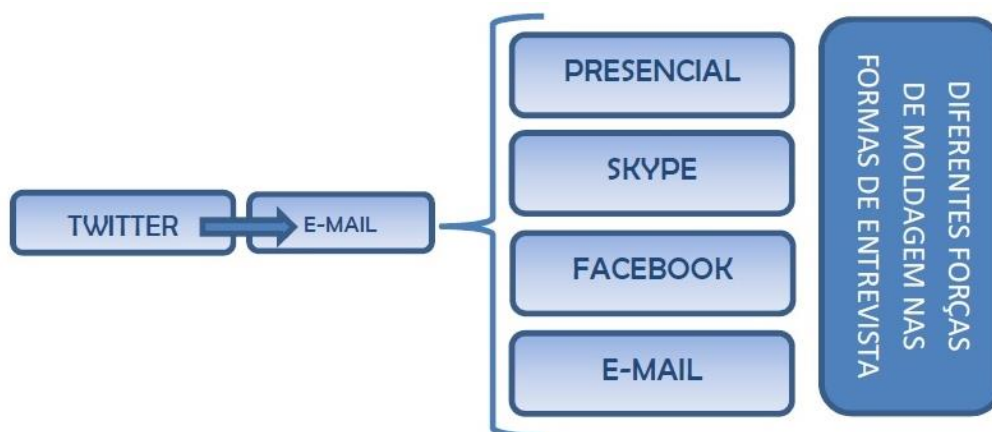 TWITTER
E-MAIL
PRESENCIAL
SKYPE
FACEBOOK
E-MAIL
DIFERENTES FORÇAS
DE MOLDAGEM NAS
FORMAS DE ENTREVISTA